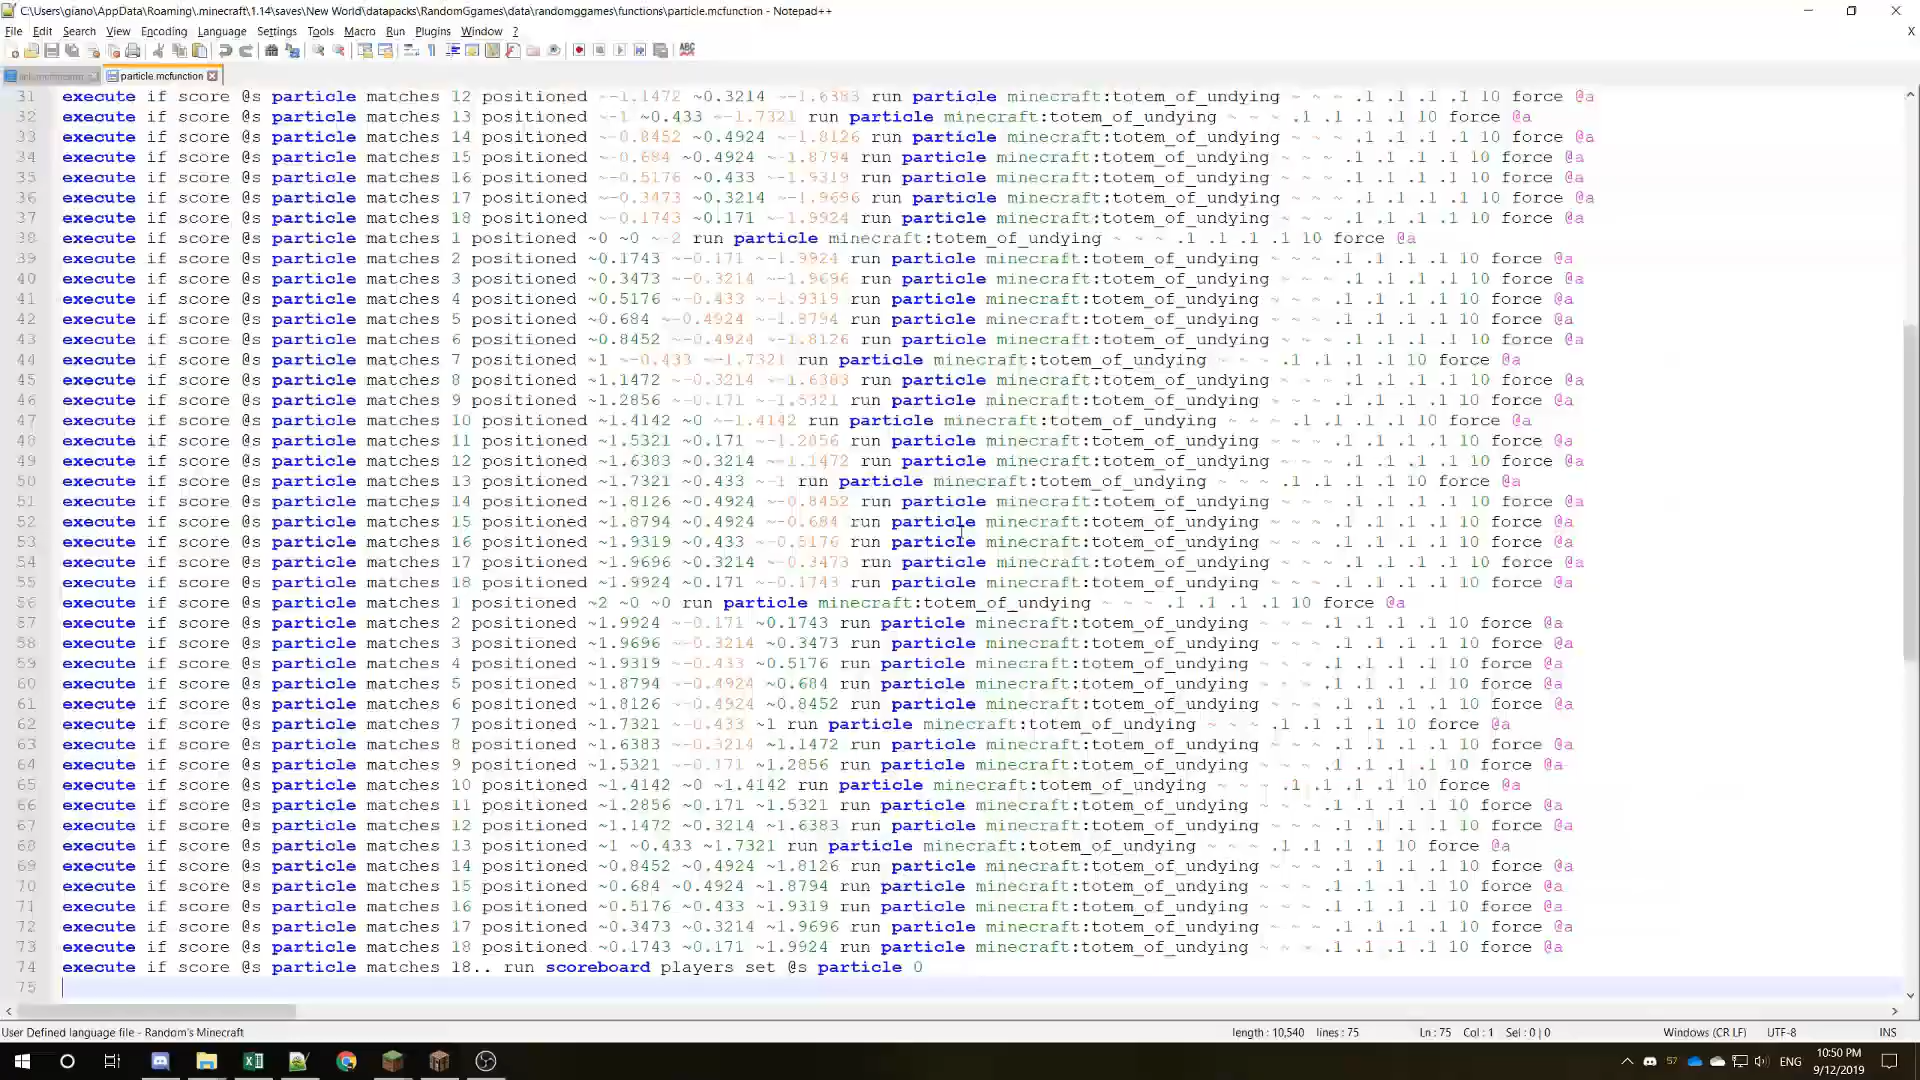 C:\Users\giano\AppData\Roaming\.minecraft\1.14\saves\New World\datapacks\RandomGgames\data\randomggames\functions\particle.mcfunction - Notepad++
File Edit Search View Encoding Language Settings Tools Macro Run Plugins Window ?
particle.mcfunction
31 execute if score @s particle matches 12 positioned ~-1.1472 ~0.3214 ~-1.6383 run particle minecraft:totem_of_undying ~ ~ ~ .1 .1 .1 .1 10 force @a
32 execute if score @s particle matches 13 positioned ~-1 ~0.433 ~-1.7321 run particle minecraft:totem_of_undying ~ ~ ~ .1 .1 .1 .1 10 force @a
33 execute if score @s particle matches 14 positioned ~-0.8452 ~0.4924 ~-1.8126 run particle minecraft:totem_of_undying ~ ~ ~ .1 .1 .1 .1 10 force @a
34 execute if score @s particle matches 15 positioned ~-0.684 ~0.4924 ~-1.8794 run particle minecraft:totem_of_undying ~ ~ ~ .1 .1 .1 .1 10 force @a
35 execute if score @s particle matches 16 positioned ~-0.5176 ~0.433 ~-1.9319 run particle minecraft:totem_of_undying ~ ~ ~ .1 .1 .1 .1 10 force @a
36 execute if score @s particle matches 17 positioned ~-0.3473 ~0.3214 ~-1.9696 run particle minecraft:totem_of_undying ~ ~ ~ .1 .1 .1 .1 10 force @a
37 execute if score @s particle matches 18 positioned ~-0.1743 ~0.171 ~-1.9924 run particle minecraft:totem_of_undying ~ ~ ~ .1 .1 .1 .1 10 force @a
38 execute if score @s particle matches 1 positioned ~0 ~0 ~-2 run particle minecraft:totem_of_undying ~ ~ ~ .1 .1 .1 .1 10 force @a
39 execute if score @s particle matches 2 positioned ~0.1743 ~-0.171 ~-1.9924 run particle minecraft:totem_of_undying ~ ~ ~ .1 .1 .1 .1 10 force @a
40 execute if score @s particle matches 3 positioned ~0.3473 ~-0.3214 ~-1.9696 run particle minecraft:totem_of_undying ~ ~ ~ .1 .1 .1 .1 10 force @a
41 execute if score @s particle matches 4 positioned ~0.5176 ~-0.433 ~-1.9319 run particle minecraft:totem_of_undying ~ ~ ~ .1 .1 .1 .1 10 force @a
42 execute if score @s particle matches 5 positioned ~0.684 ~-0.4924 ~-1.8794 run particle minecraft:totem_of_undying ~ ~ ~ .1 .1 .1 .1 10 force @a
43 execute if score @s particle matches 6 positioned ~0.8452 ~-0.4924 ~-1.8126 run particle minecraft:totem_of_undying ~ ~ ~ .1 .1 .1 .1 10 force @a
44 execute if score @s particle matches 7 positioned ~1 ~-0.433 ~-1.7321 run particle minecraft:totem_of_undying ~ ~ ~ .1 .1 .1 .1 10 force @a
45 execute if score @s particle matches 8 positioned ~1.1472 ~-0.3214 ~-1.6383 run particle minecraft:totem_of_undying ~ ~ ~ .1 .1 .1 .1 10 force @a
46 execute if score @s particle matches 9 positioned ~1.2856 ~-0.171 ~-1.5321 run particle minecraft:totem_of_undying ~ ~ ~ .1 .1 .1 .1 10 force @a
47 execute if score @s particle matches 10 positioned ~1.4142 ~0 ~-1.4142 run particle minecraft:totem_of_undying ~ ~ ~ .1 .1 .1 .1 10 force @a
48 execute if score @s particle matches 11 positioned ~1.5321 ~0.171 ~-1.2856 run particle minecraft:totem_of_undying ~ ~ ~ .1 .1 .1 .1 10 force @a
49 execute if score @s particle matches 12 positioned ~1.6383 ~0.3214 ~-1.1472 run particle minecraft:totem_of_undying ~ ~ ~ .1 .1 .1 .1 10 force @a
50 execute if score @s particle matches 13 positioned ~1.7321 ~0.433 ~-1 run particle minecraft:totem_of_undying ~ ~ ~ .1 .1 .1 .1 10 force @a
51 execute if score @s particle matches 14 positioned ~1.8126 ~0.4924 ~-0.8452 run particle minecraft:totem_of_undying ~ ~ ~ .1 .1 .1 .1 10 force @a
52 execute if score @s particle matches 15 positioned ~1.8794 ~0.4924 ~-0.684 run particle minecraft:totem_of_undying ~ ~ ~ .1 .1 .1 .1 10 force @a
53 execute if score @s particle matches 16 positioned ~1.9319 ~0.433 ~-0.5176 run particle minecraft:totem_of_undying ~ ~ ~ .1 .1 .1 .1 10 force @a
54 execute if score @s particle matches 17 positioned ~1.9696 ~0.3214 ~-0.3473 run particle minecraft:totem_of_undying ~ ~ ~ .1 .1 .1 .1 10 force @a
55 execute if score @s particle matches 18 positioned ~1.9924 ~0.171 ~-0.1743 run particle minecraft:totem_of_undying ~ ~ ~ .1 .1 .1 .1 10 force @a
56 execute if score @s particle matches 1 positioned ~2 ~0 ~0 run particle minecraft:totem_of_undying ~ ~ ~ .1 .1 .1 .1 10 force @a
57 execute if score @s particle matches 2 positioned ~1.9924 ~-0.171 ~0.1743 run particle minecraft:totem_of_undying ~ ~ ~ .1 .1 .1 .1 10 force @a
58 execute if score @s particle matches 3 positioned ~1.9696 ~-0.3214 ~0.3473 run particle minecraft:totem_of_undying ~ ~ ~ .1 .1 .1 .1 10 force @a
59 execute if score @s particle matches 4 positioned ~1.9319 ~-0.433 ~0.5176 run particle minecraft:totem_of_undying ~ ~ ~ .1 .1 .1 .1 10 force @a
60 execute if score @s particle matches 5 positioned ~1.8794 ~-0.4924 ~0.684 run particle minecraft:totem_of_undying ~ ~ ~ .1 .1 .1 .1 10 force @a
61 execute if score @s particle matches 6 positioned ~1.8126 ~-0.4924 ~0.8452 run particle minecraft:totem_of_undying ~ ~ ~ .1 .1 .1 .1 10 force @a
62 execute if score @s particle matches 7 positioned ~1.7321 ~-0.433 ~1 run particle minecraft:totem_of_undying ~ ~ ~ .1 .1 .1 .1 10 force @a
63 execute if score @s particle matches 8 positioned ~1.6383 ~-0.3214 ~1.1472 run particle minecraft:totem_of_undying ~ ~ ~ .1 .1 .1 .1 10 force @a
64 execute if score @s particle matches 9 positioned ~1.5321 ~-0.171 ~1.2856 run particle minecraft:totem_of_undying ~ ~ ~ .1 .1 .1 .1 10 force @a
65 execute if score @s particle matches 10 positioned ~1.4142 ~0 ~1.4142 run particle minecraft:totem_of_undying ~ ~ ~ .1 .1 .1 .1 10 force @a
66 execute if score @s particle matches 11 positioned ~1.2856 ~0.171 ~1.5321 run particle minecraft:totem_of_undying ~ ~ ~ .1 .1 .1 .1 10 force @a
67 execute if score @s particle matches 12 positioned ~1.1472 ~0.3214 ~1.6383 run particle minecraft:totem_of_undying ~ ~ ~ .1 .1 .1 .1 10 force @a
68 execute if score @s particle matches 13 positioned ~1 ~0.433 ~1.7321 run particle minecraft:totem_of_undying ~ ~ ~ .1 .1 .1 .1 10 force @a
69 execute if score @s particle matches 14 positioned ~0.8452 ~0.4924 ~1.8126 run particle minecraft:totem_of_undying ~ ~ ~ .1 .1 .1 .1 10 force @a
70 execute if score @s particle matches 15 positioned ~0.684 ~0.4924 ~1.8794 run particle minecraft:totem_of_undying ~ ~ ~ .1 .1 .1 .1 10 force @a
71 execute if score @s particle matches 16 positioned ~0.5176 ~0.433 ~1.9319 run particle minecraft:totem_of_undying ~ ~ ~ .1 .1 .1 .1 10 force @a
72 execute if score @s particle matches 17 positioned ~0.3473 ~0.3214 ~1.9696 run particle minecraft:totem_of_undying ~ ~ ~ .1 .1 .1 .1 10 force @a
73 execute if score @s particle matches 18 positioned ~0.1743 ~0.171 ~1.9924 run particle minecraft:totem_of_undying ~ ~ ~ .1 .1 .1 .1 10 force @a
74 execute if score @s particle matches 18.. run scoreboard players set @s particle 0
75
User Defined language file - Random's Minecraft length : 10,540 lines : 75 Ln : 75 Col : 1 Sel : 0 | 0 Windows (CR LF) UTF-8 INS
57 ENG 10:50 PM
9/12/2019